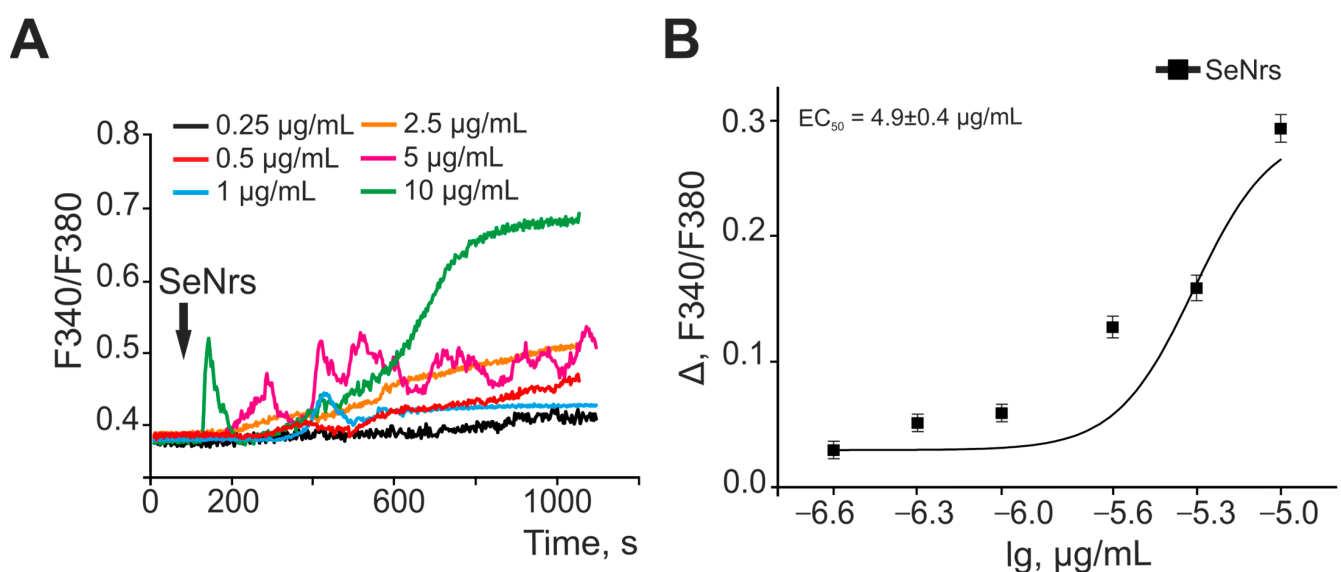 A
0.25 µg/mL
0.5 µg/mL
1 µg/mL
2.5 µg/mL
5 µg/mL
10 µg/mL
SeNrs
F340/F380
0.8
0.7
0.6
0.5
0.4
0 200 600 1000
Time, s
B
SeNrs
EC₅₀ = 4.9±0.4 µg/mL
Δ, F340/F380
0.3
0.2
0.1
0.0
−6.6 −6.3 −6.0 −5.6 −5.3 −5.0
lg, µg/mL